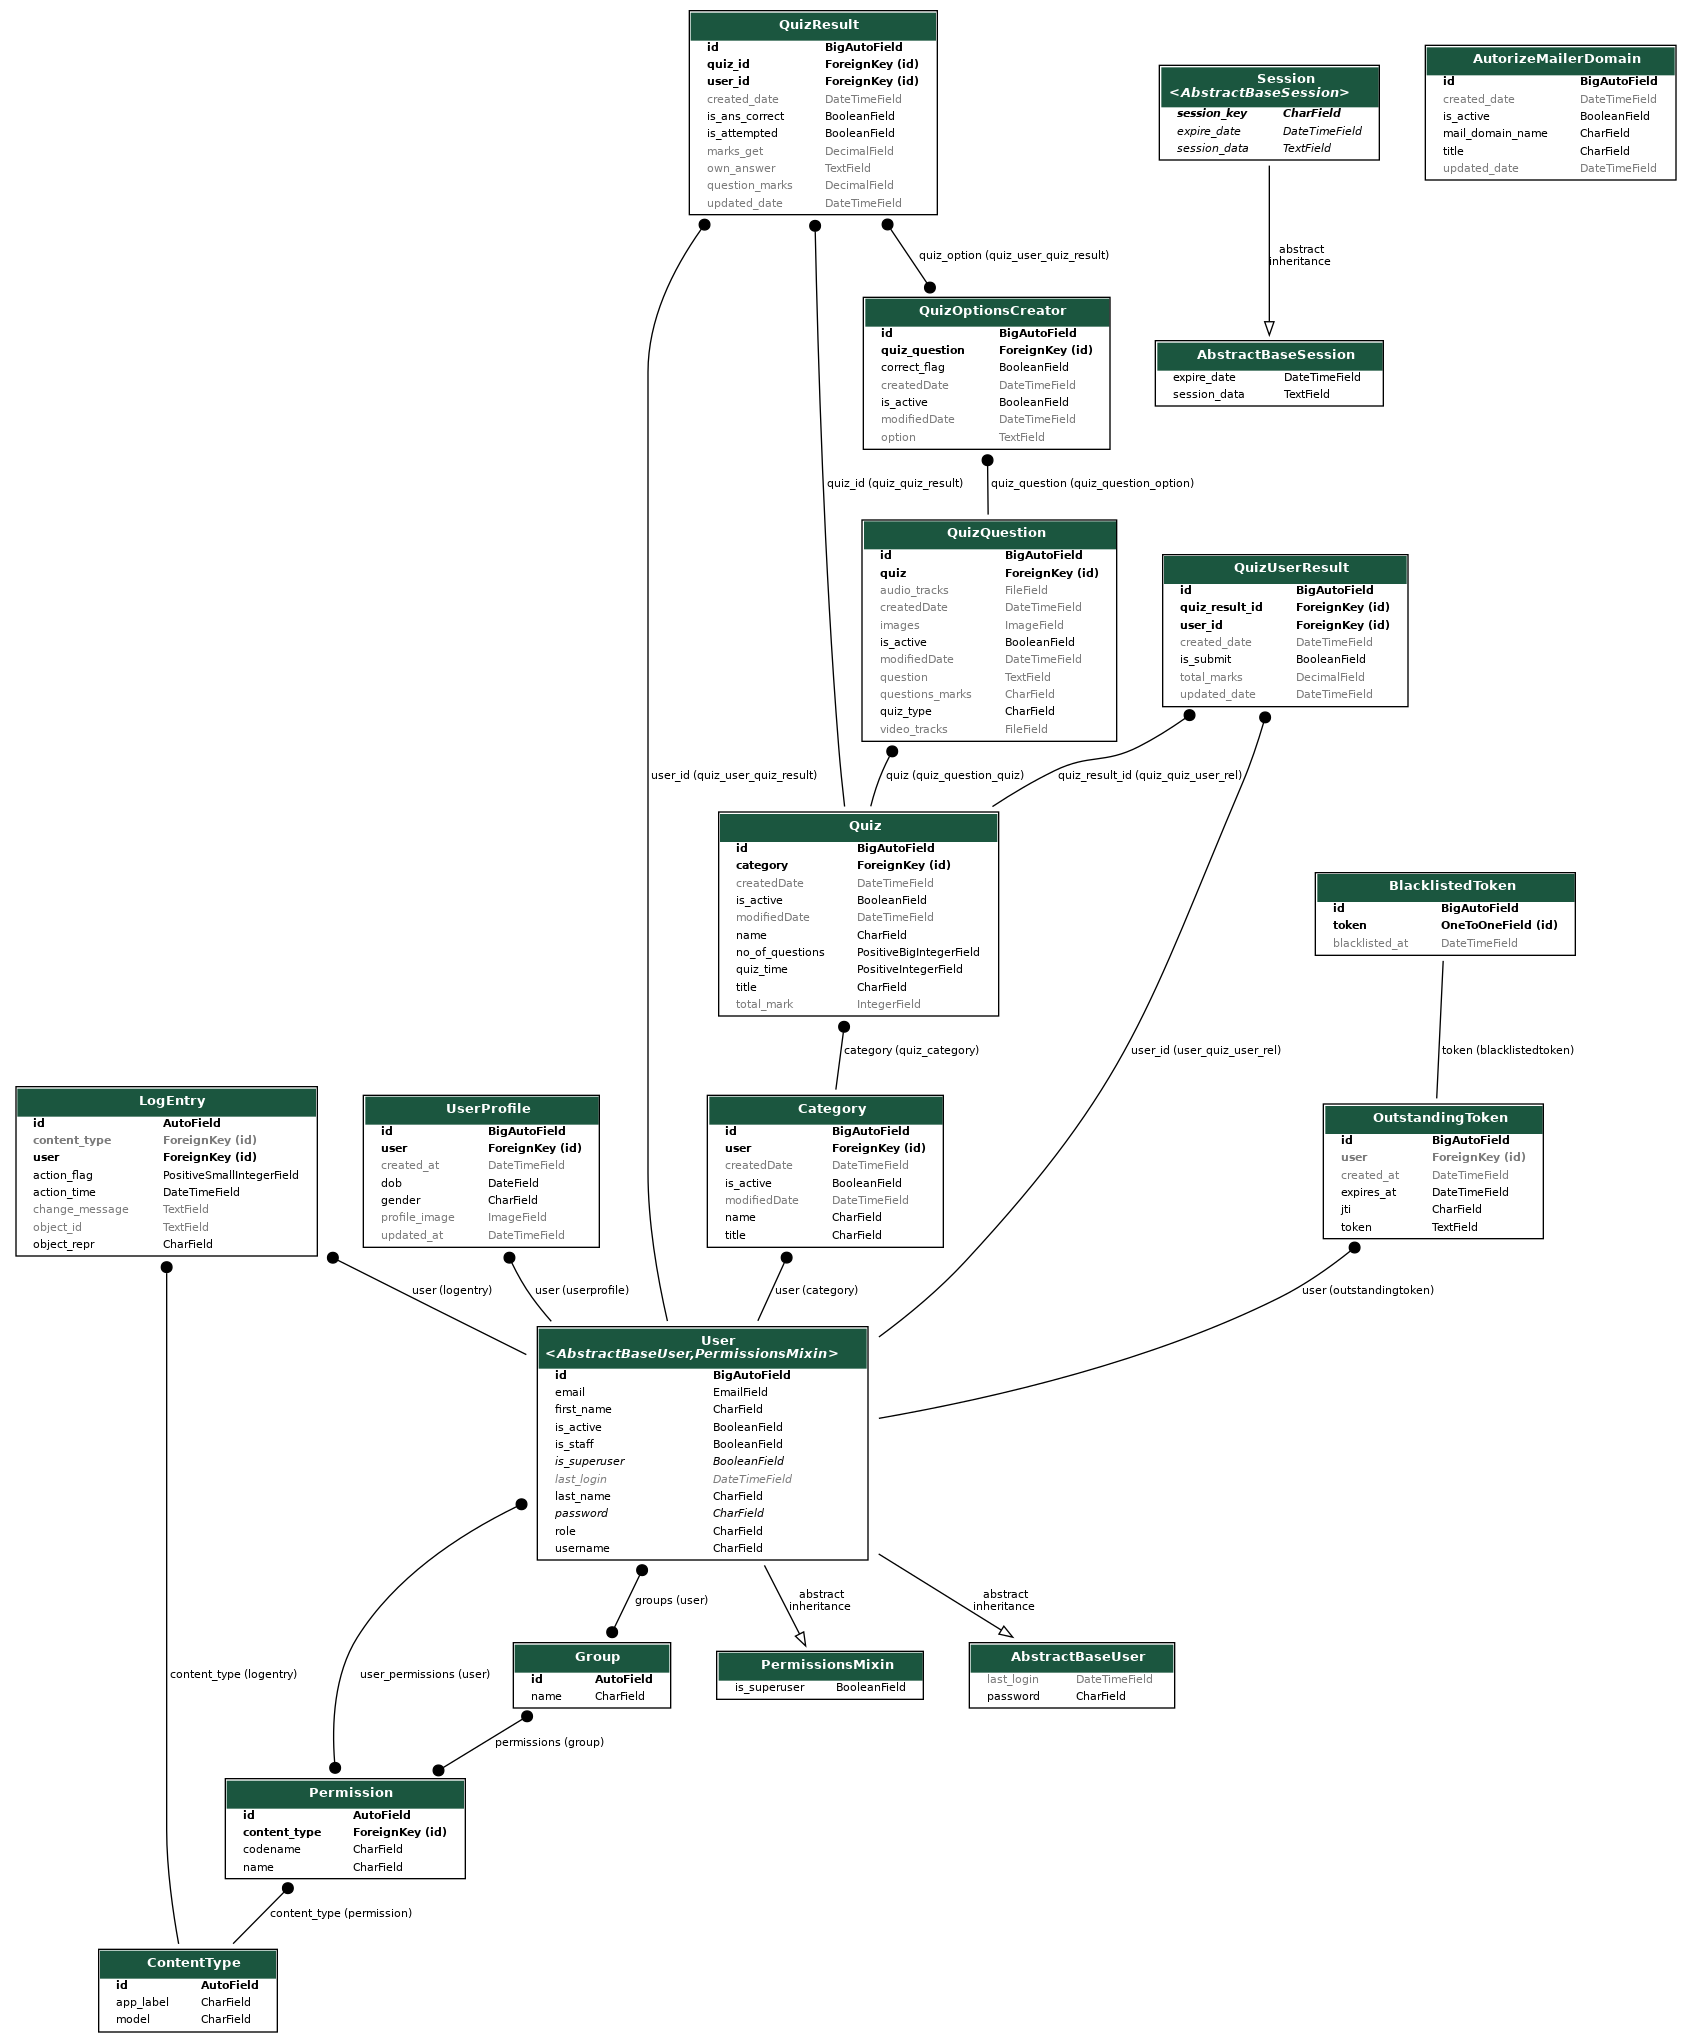 QuizResult
id BigAutoField
quiz_id ForeignKey (id)
user_id ForeignKey (id)
created_date DateTimeField
is_ans_correct BooleanField
is_attempted BooleanField
marks_get DecimalField
own_answer TextField
question_marks DecimalField
updated_date DateTimeField
Session
<AbstractBaseSession>
session_key CharField
expire_date DateTimeField
session_data TextField
AutorizeMailerDomain
id BigAutoField
created_date DateTimeField
is_active BooleanField
mail_domain_name CharField
title CharField
updated_date DateTimeField
quiz_option (quiz_user_quiz_result)
abstract
inheritance
QuizOptionsCreator
id BigAutoField
quiz_question ForeignKey (id)
correct_flag BooleanField
createdDate DateTimeField
is_active BooleanField
modifiedDate DateTimeField
option TextField
AbstractBaseSession
expire_date DateTimeField
session_data TextField
quiz_id (quiz_quiz_result)
quiz_question (quiz_question_option)
QuizQuestion
id BigAutoField
quiz ForeignKey (id)
audio_tracks FileField
createdDate DateTimeField
images ImageField
is_active BooleanField
modifiedDate DateTimeField
question TextField
questions_marks CharField
quiz_type CharField
video_tracks FileField
QuizUserResult
id BigAutoField
quiz_result_id ForeignKey (id)
user_id ForeignKey (id)
created_date DateTimeField
is_submit BooleanField
total_marks DecimalField
updated_date DateTimeField
user_id (quiz_user_quiz_result)
quiz (quiz_question_quiz)
quiz_result_id (quiz_quiz_user_rel)
Quiz
id BigAutoField
category ForeignKey (id)
createdDate DateTimeField
is_active BooleanField
modifiedDate DateTimeField
name CharField
no_of_questions PositiveBigIntegerField
quiz_time PositiveIntegerField
title CharField
total_mark IntegerField
BlacklistedToken
id BigAutoField
token OneToOneField (id)
blacklisted_at DateTimeField
category (quiz_category)
user_id (user_quiz_user_rel)
token (blacklistedtoken)
LogEntry
id AutoField
content_type ForeignKey (id)
user ForeignKey (id)
action_flag PositiveSmallIntegerField
action_time DateTimeField
change_message TextField
object_id TextField
object_repr CharField
UserProfile
id BigAutoField
user ForeignKey (id)
created_at DateTimeField
dob DateField
gender CharField
profile_image ImageField
updated_at DateTimeField
Category
id BigAutoField
user ForeignKey (id)
createdDate DateTimeField
is_active BooleanField
modifiedDate DateTimeField
name CharField
title CharField
OutstandingToken
id BigAutoField
user ForeignKey (id)
created_at DateTimeField
expires_at DateTimeField
jti CharField
token TextField
user (logentry)
user (userprofile)
user (category)
user (outstandingtoken)
User
<AbstractBaseUser,PermissionsMixin>
id BigAutoField
email EmailField
first_name CharField
is_active BooleanField
is_staff BooleanField
is_superuser BooleanField
last_login DateTimeField
last_name CharField
password CharField
role CharField
username CharField
groups (user)
abstract
inheritance
abstract
inheritance
content_type (logentry)
user_permissions (user)
Group
id AutoField
name CharField
PermissionsMixin
is_superuser BooleanField
AbstractBaseUser
last_login DateTimeField
password CharField
permissions (group)
Permission
id AutoField
content_type ForeignKey (id)
codename CharField
name CharField
content_type (permission)
ContentType
id AutoField
app_label CharField
model CharField